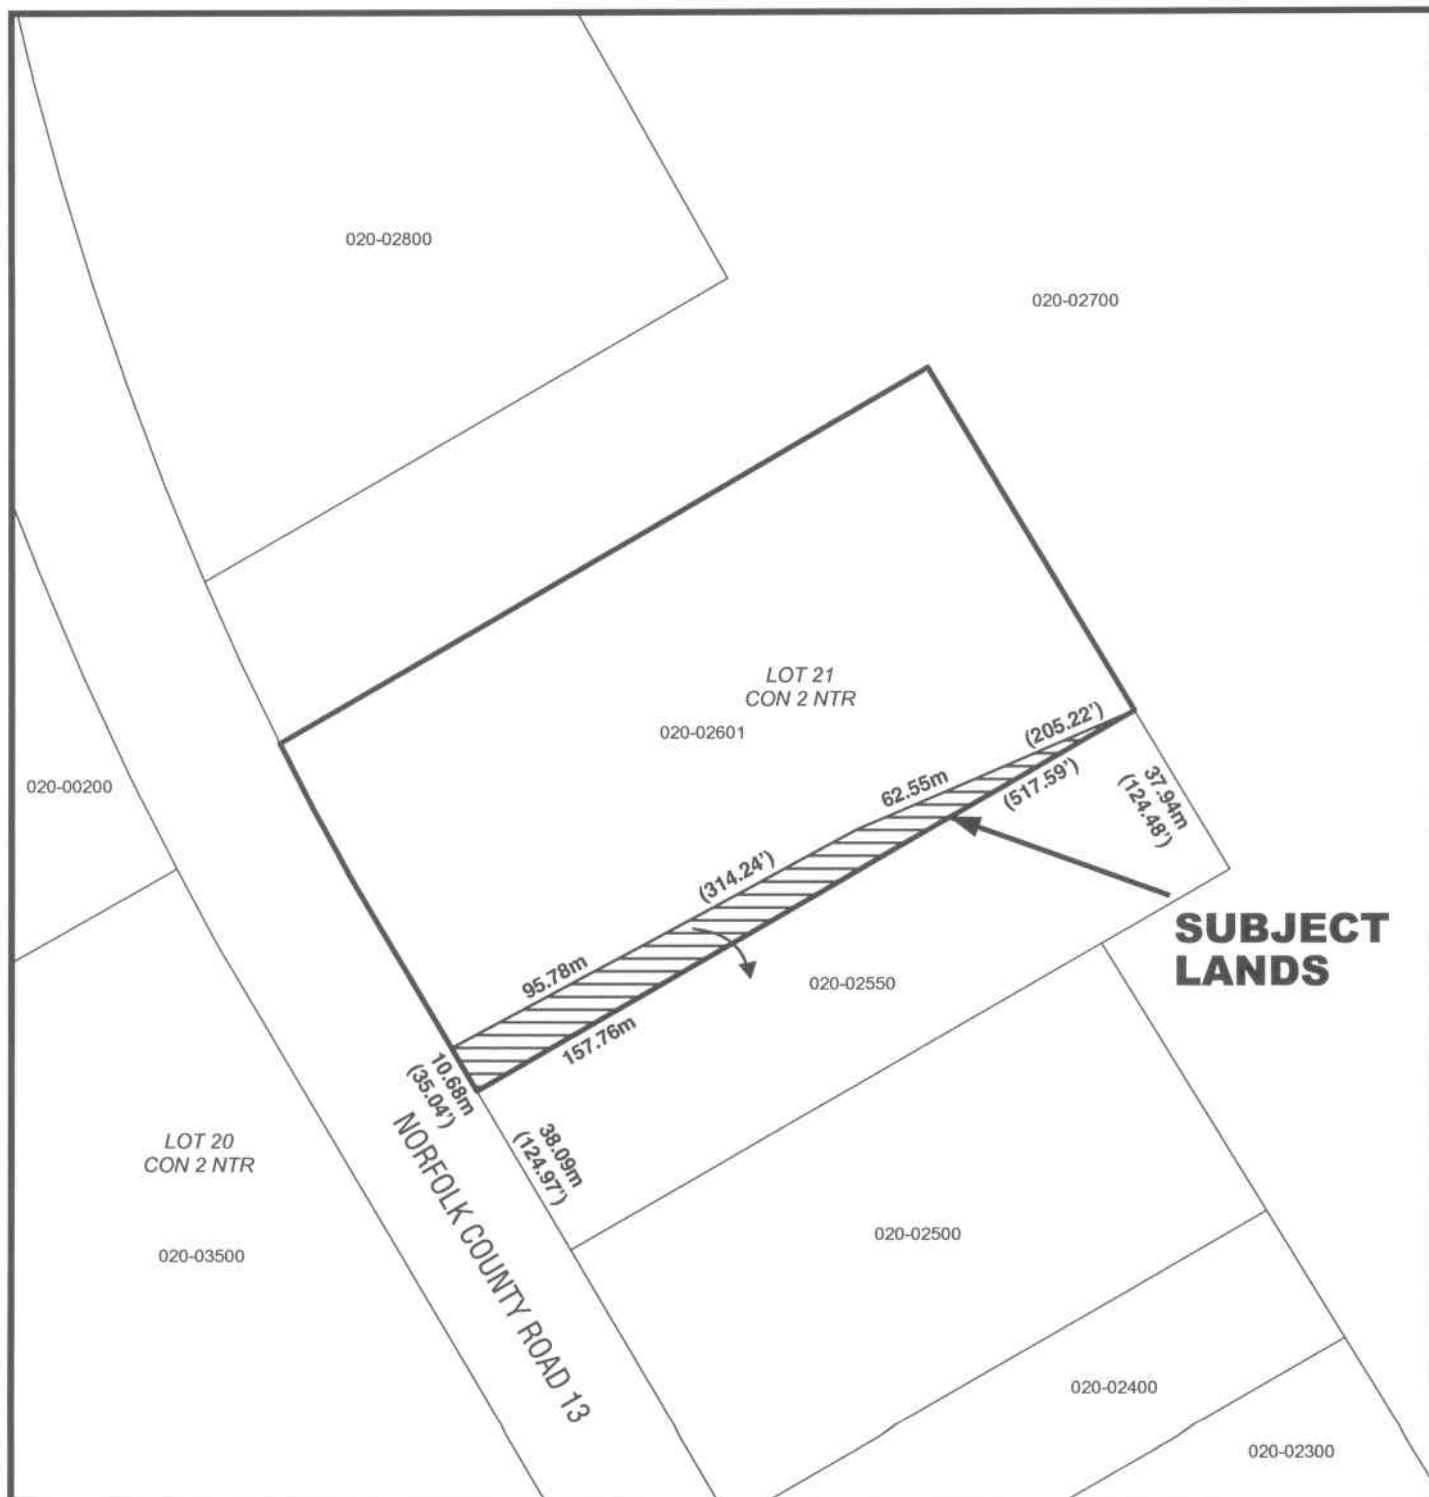 020-02800
020-02700
LOT 21
CON 2 NTR
020-02601
(205.22')
(517.59')
62.55m
37.94m
(124.48')
020-00200
(314.24')
SUBJECT
LANDS
95.78m
020-02550
157.76m
10.68m
(35.04')
38.09m
(124.97')
LOT 20
CON 2 NTR
NORFOLK COUNTY ROAD 13
020-03500
020-02500
020-02400
020-02300